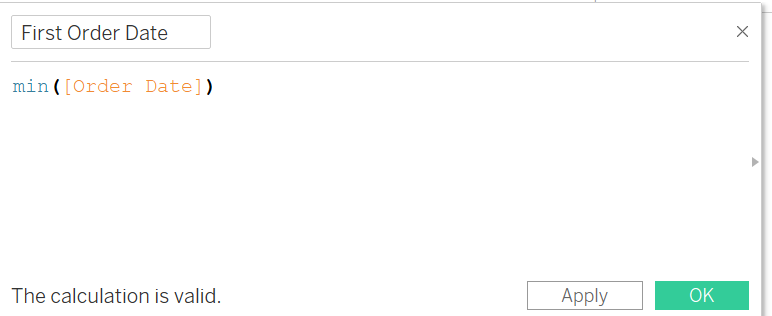 First Order Date
min([Order Date])
The calculation is valid.
Apply
OK